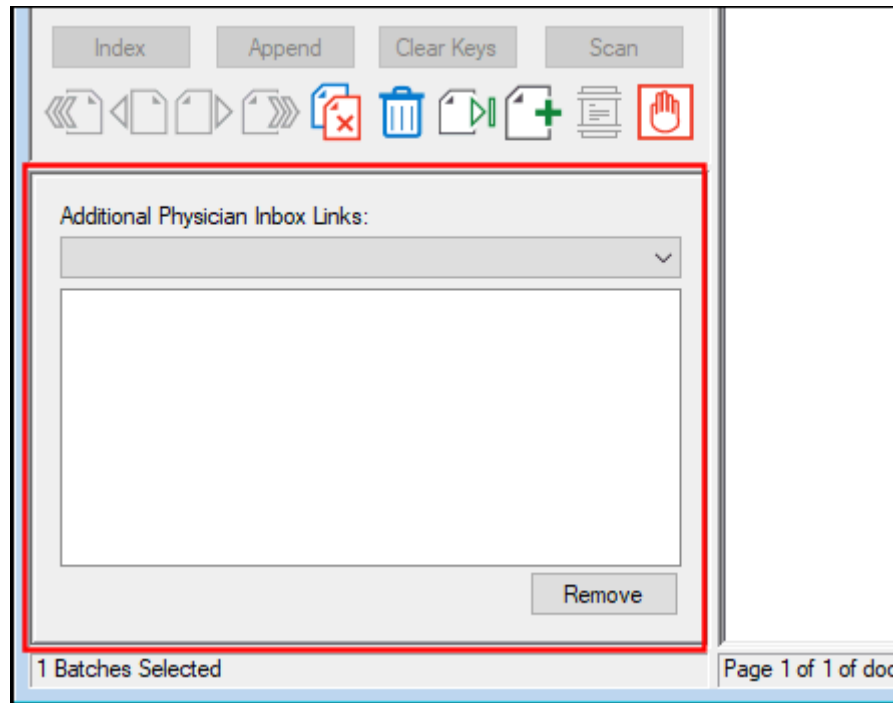 Index Append Clear Keys Scan
Additional Physician Inbox Links:
Remove
1 Batches Selected Page 1 of 1 of doc